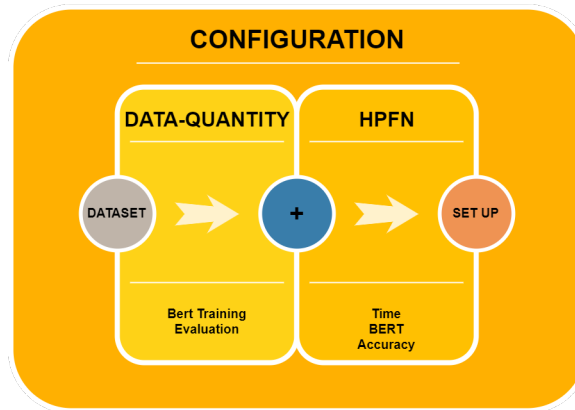 CONFIGURATION
DATA-QUANTITY
HPFN
DATASET
+
SET UP
Bert Training
Evaluation
Time
BERT
Accuracy